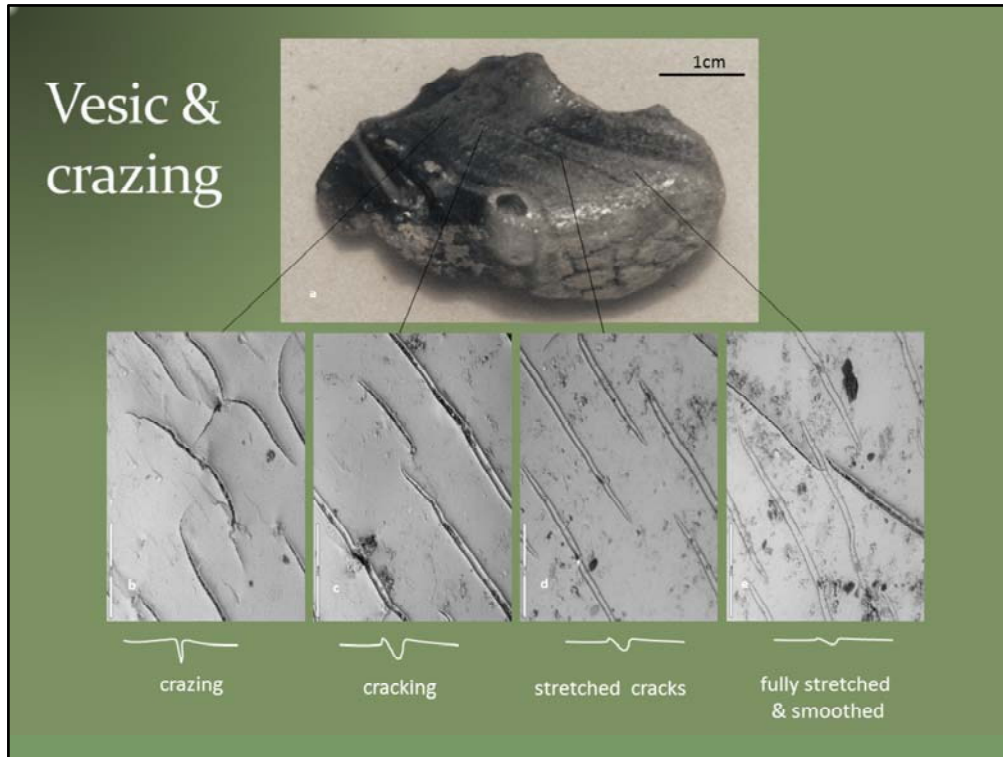 Vesic &
crazing
1cm
a
b
c
d
e
crazing
cracking
stretched cracks
fully stretched
& smoothed